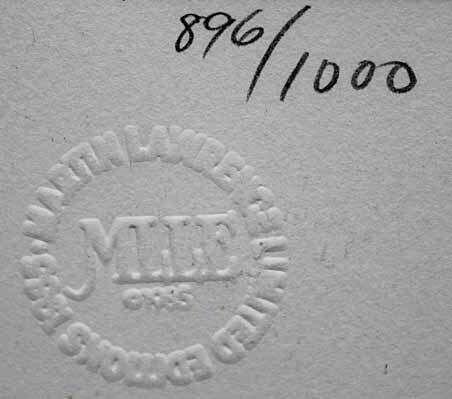 896/1000
MARTIN LAWRENCE LIMITED EDITIONS
MLLE